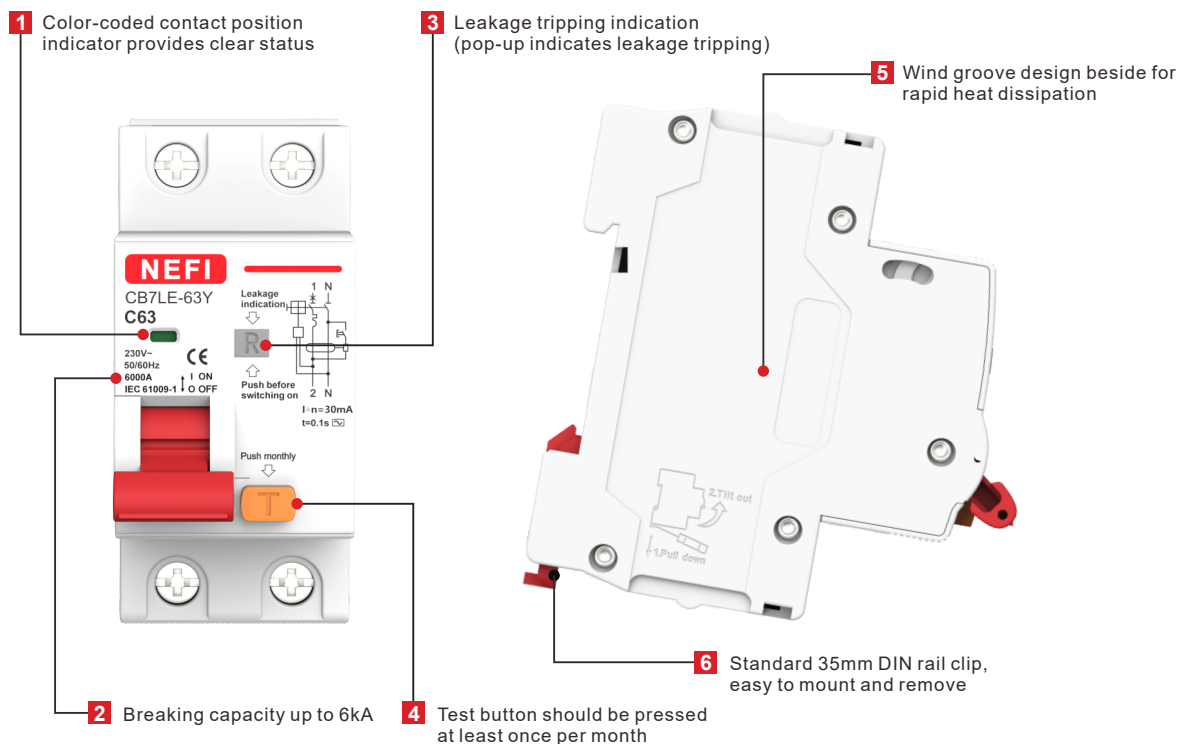 1 Color-coded contact position
indicator provides clear status
3 Leakage tripping indication
(pop-up indicates leakage tripping)
5 Wind groove design beside for
rapid heat dissipation
NEFI
CB7LE-63Y
C63
230V~
50/60Hz
6000A
IEC 61009-1
CE
I ON
O OFF
Leakage
indication
R
Push before
switching on
1 N
2 N
I△n=30mA
t=0.1s
Push monthly
T
2.Tilt out
1.Pull down
6 Standard 35mm DIN rail clip,
easy to mount and remove
2 Breaking capacity up to 6kA
4 Test button should be pressed
at least once per month